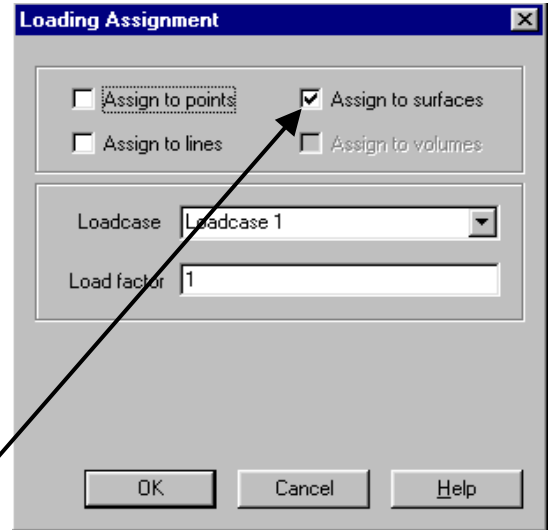 Loading Assignment
Assign to points
Assign to surfaces
Assign to lines
Assign to volumes
Loadcase Loadcase 1
Load factor 1
OK Cancel Help